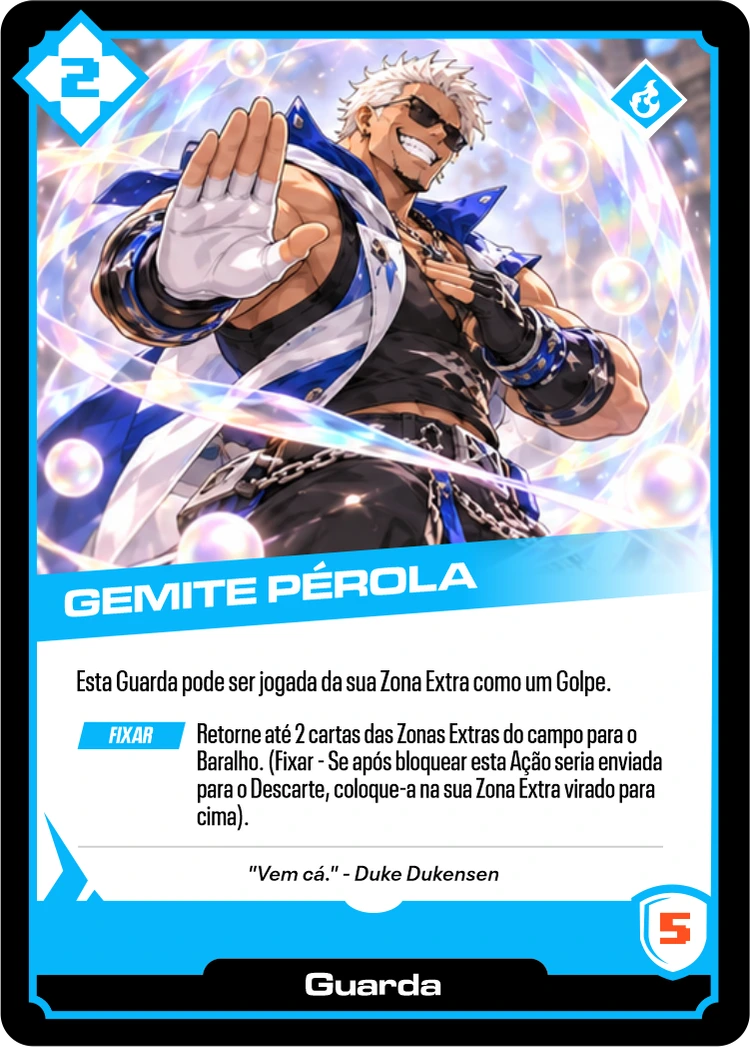 2
GEMITE PÉROLA
Esta Guarda pode ser jogada da sua Zona Extra como um Golpe.
FIXAR
Retorne até 2 cartas das Zonas Extras do campo para o
Baralho. (Fixar - Se após bloquear esta Ação seria enviada
para o Descarte, coloque-a na sua Zona Extra virado para
cima).
"Vem cá." - Duke Dukensen
5
Guarda